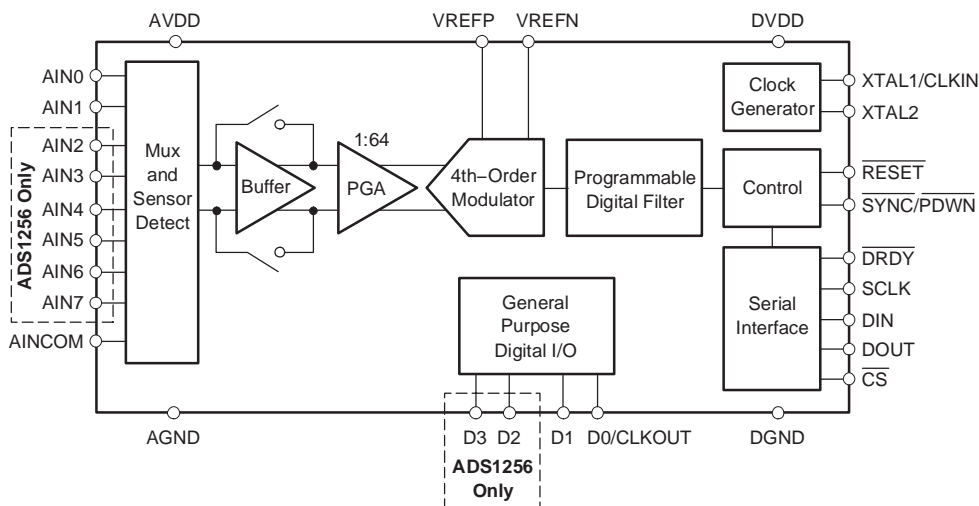 AVDD
VREFP
VREFN
DVDD
AIN0
AIN1
AIN2
AIN3
AIN4
AIN5
AIN6
AIN7
AINCOM
ADS1256 Only
Mux
and
Sensor
Detect
Buffer
1:64
PGA
4th–Order
Modulator
Programmable
Digital Filter
Clock
Generator
Control
Serial
Interface
General
Purpose
Digital I/O
XTAL1/CLKIN
XTAL2
RESET
SYNC/PDWN
DRDY
SCLK
DIN
DOUT
CS
AGND
D3
D2
D1
D0/CLKOUT
DGND
ADS1256
Only